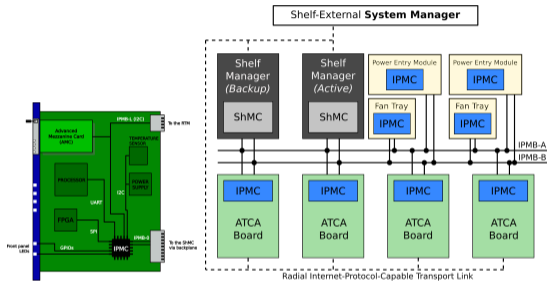 Shelf-External System Manager
Shelf
Manager
(Backup)
ShMC
Shelf
Manager
(Active)
ShMC
Power Entry Module
IPMC
Power Entry Module
IPMC
Fan Tray
IPMC
Fan Tray
IPMC
IPMB-A
IPMB-B
IPMC
ATCA
Board
IPMC
ATCA
Board
IPMC
ATCA
Board
IPMC
ATCA
Board
Radial Internet-Protocol-Capable Transport Link
IPMB-L (I2C)
To the RTM
Advanced
Mezzanine Card
(AMC)
TEMPERATURE
SENSOR
PROCESSOR
POWER
SUPPLY
I2C
UART
FPGA
SPI
IPMB-0
IPMC
GPIOs
Front panel
LEDs
To the ShMC
via backplane